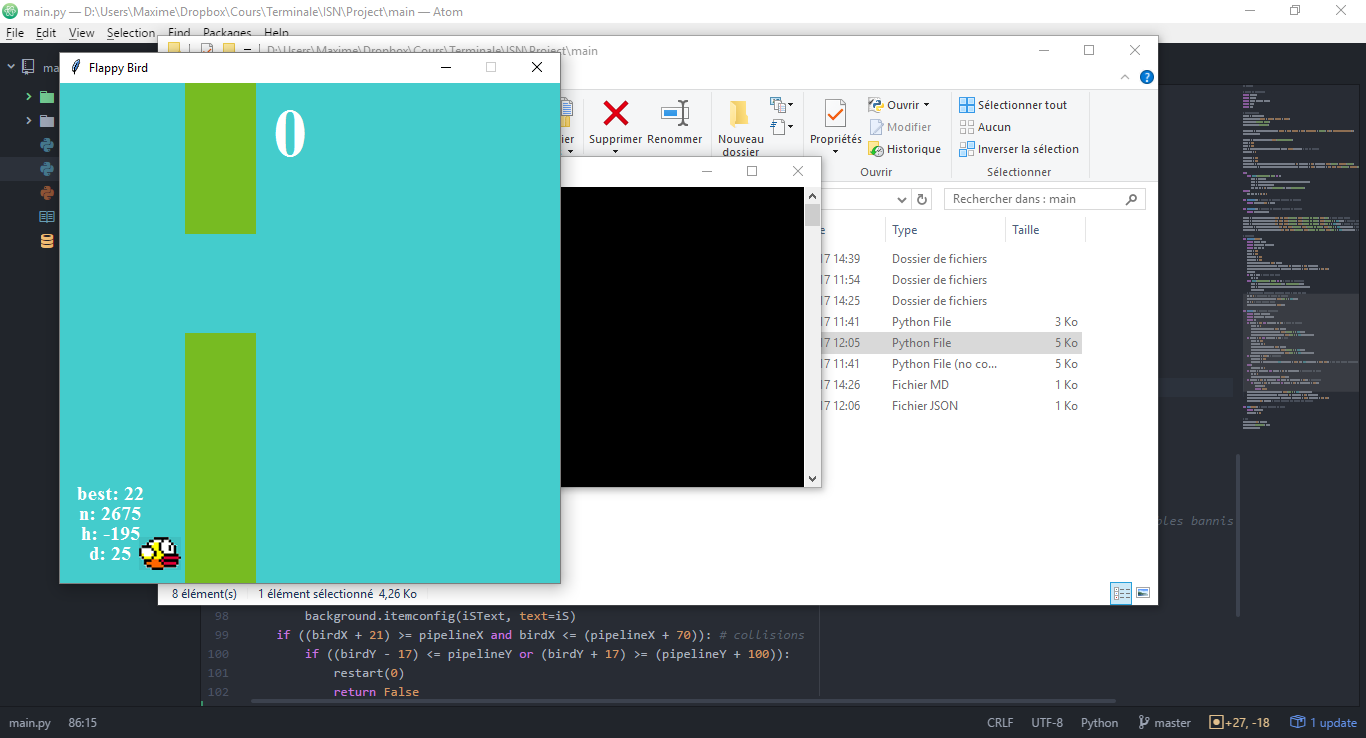 main.py — D:\Users\Maxime\Dropbox\Cours\Terminale\ISN\Project\main — Atom
File Edit View Selection Find Packages Help
D:\Users\Maxime\Dropbox\Cours\Terminale\ISN\Project\main
Flappy Bird
ma
0
ier
Supprimer
Renommer
Nouveau
dossier
Propriétés
Ouvrir
Modifier
Historique
Ouvrir
Sélectionner tout
Aucun
Inverser la sélection
Sélectionner
Rechercher dans : main
e Type Taille
17 14:39 Dossier de fichiers
17 11:54 Dossier de fichiers
17 14:25 Dossier de fichiers
17 11:41 Python File 3 Ko
17 12:05 Python File 5 Ko
17 11:41 Python File (no co... 5 Ko
17 14:26 Fichier MD 1 Ko
17 12:06 Fichier JSON 1 Ko
best: 22
n: 2675
h: -195
d: 25
bles bannis
8 élément(s) 1 élément sélectionné 4,26 Ko
98 background.itemconfig(iSText, text=iS)
99 if ((birdX + 21) >= pipelineX and birdX <= (pipelineX + 70)): # collisions
100 if ((birdY - 17) <= pipelineY or (birdY + 17) >= (pipelineY + 100)):
101 restart(0)
102 return False
main.py 86:15 CRLF UTF-8 Python master +27, -18 1 update